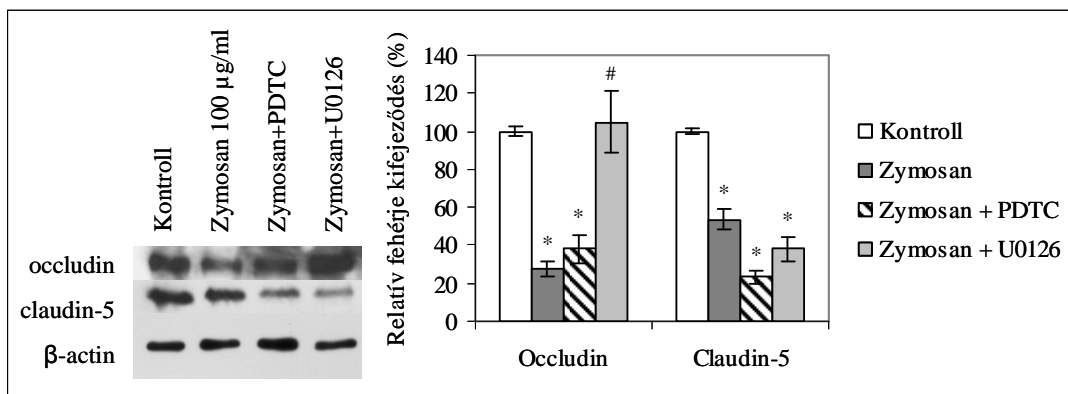 Kontroll
Zymosan 100 µg/ml
Zymosan+PDTC
Zymosan+U0126
occludin
claudin-5
β-actin
Relatív fehérje kifejeződés (%)
140
120
100
80
60
40
20
0
* * #
* * *
Occludin Claudin-5
Kontroll
Zymosan
Zymosan + PDTC
Zymosan + U0126